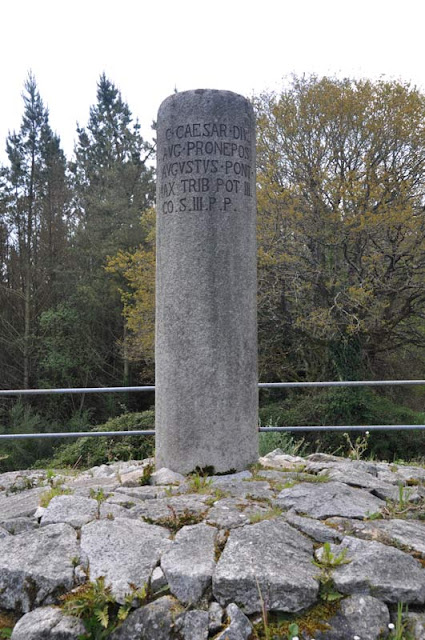 C·CAESAR·DIV
AVG·PRONEPOS
AVGVSTVS·PONT
MAX TRIB POT III
CO.S.III.P.P.